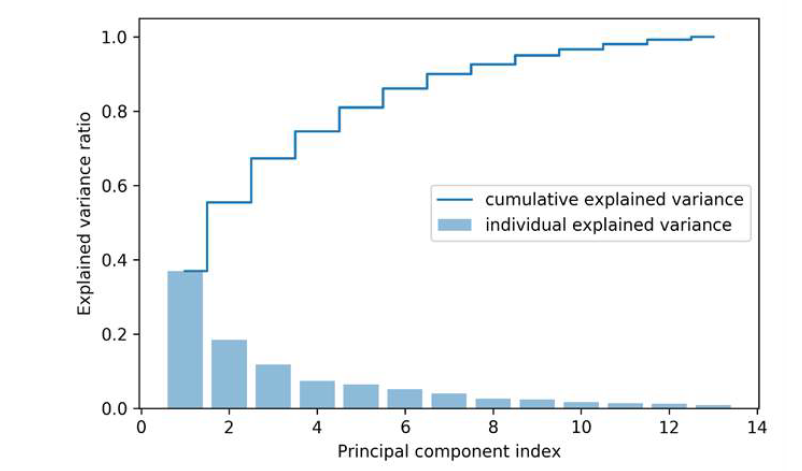 1.0
0.8
0.6
0.4
0.2
0.0
Explained variance ratio
cumulative explained variance
individual explained variance
0 2 4 6 8 10 12 14
Principal component index